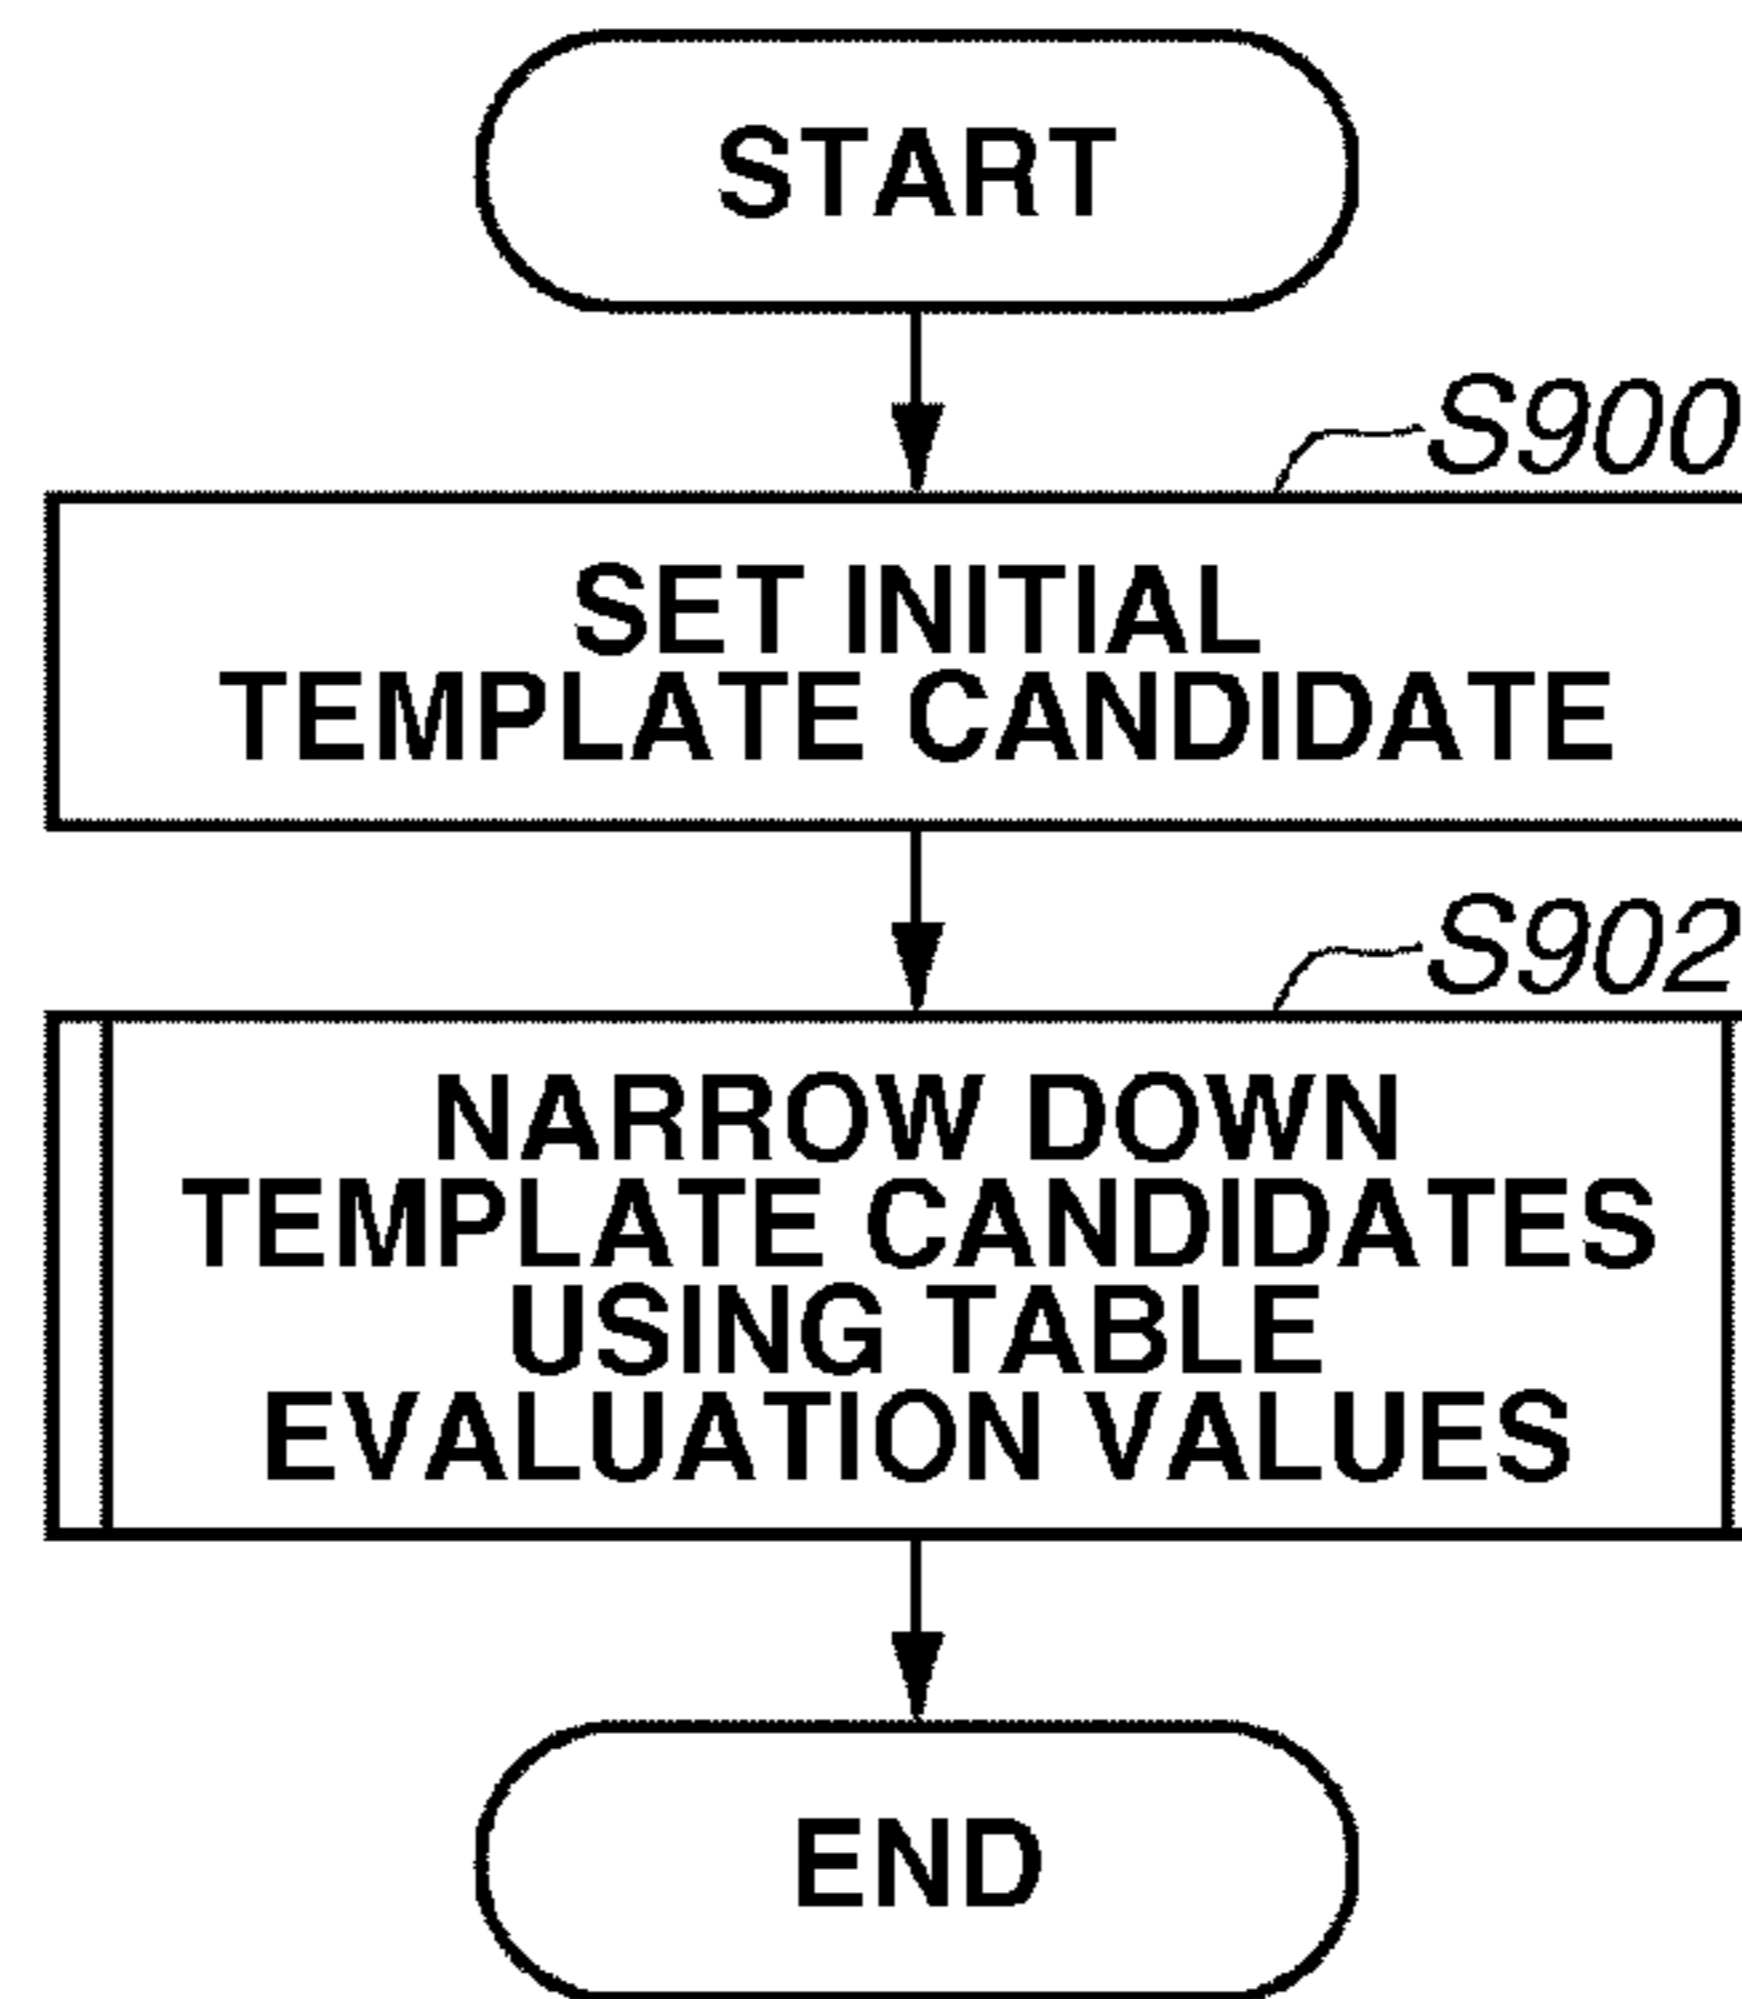 START
S900
SET INITIAL
TEMPLATE CANDIDATE
S902
NARROW DOWN
TEMPLATE CANDIDATES
USING TABLE
EVALUATION VALUES
END